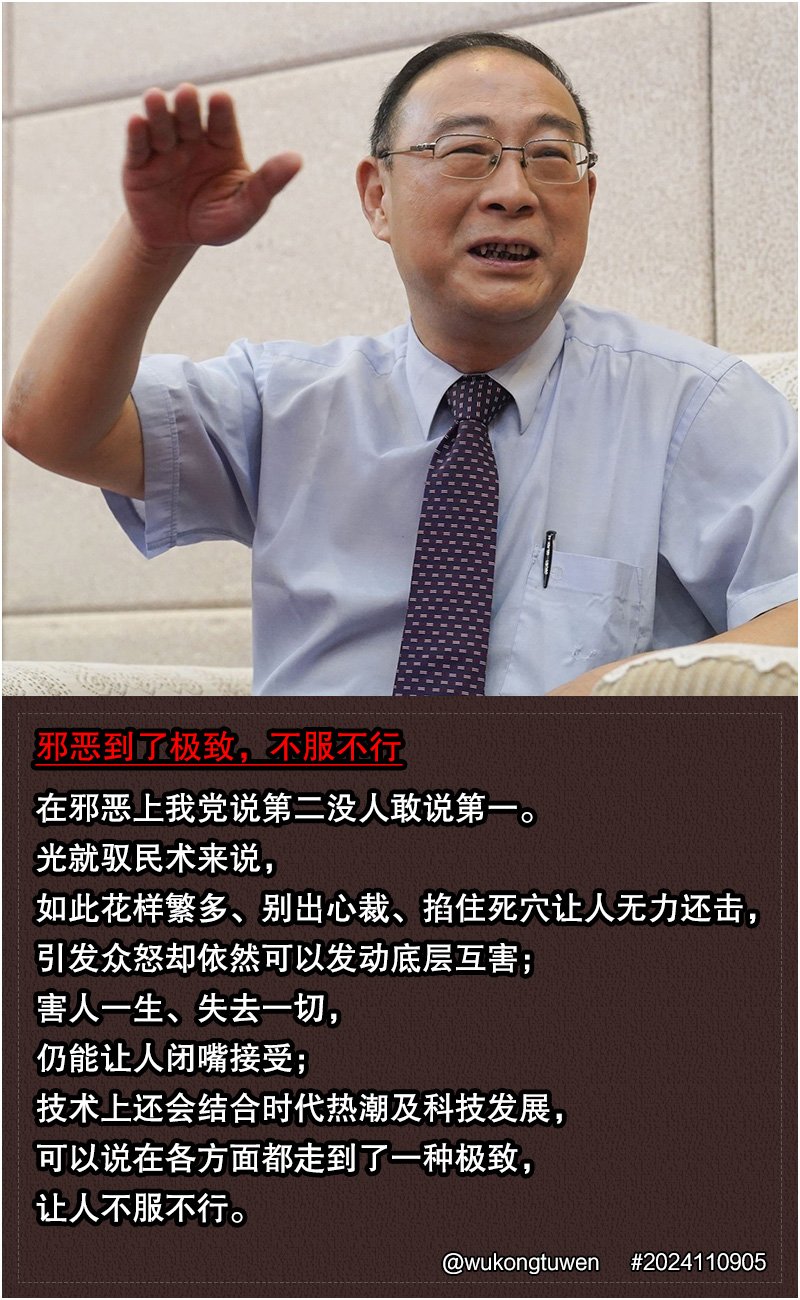 邪恶到了极致，不服不行
在邪恶上我党说第二没人敢说第一。
光就驭民术来说，
如此花样繁多、别出心裁、掐住死穴让人无力还击，
引发众怒却依然可以发动底层互害；
害人一生、失去一切，
仍能让人闭嘴接受；
技术上还会结合时代热潮及科技发展，
可以说在各方面都走到了一种极致，
让人不服不行。
@wukongtuwen #2024110905